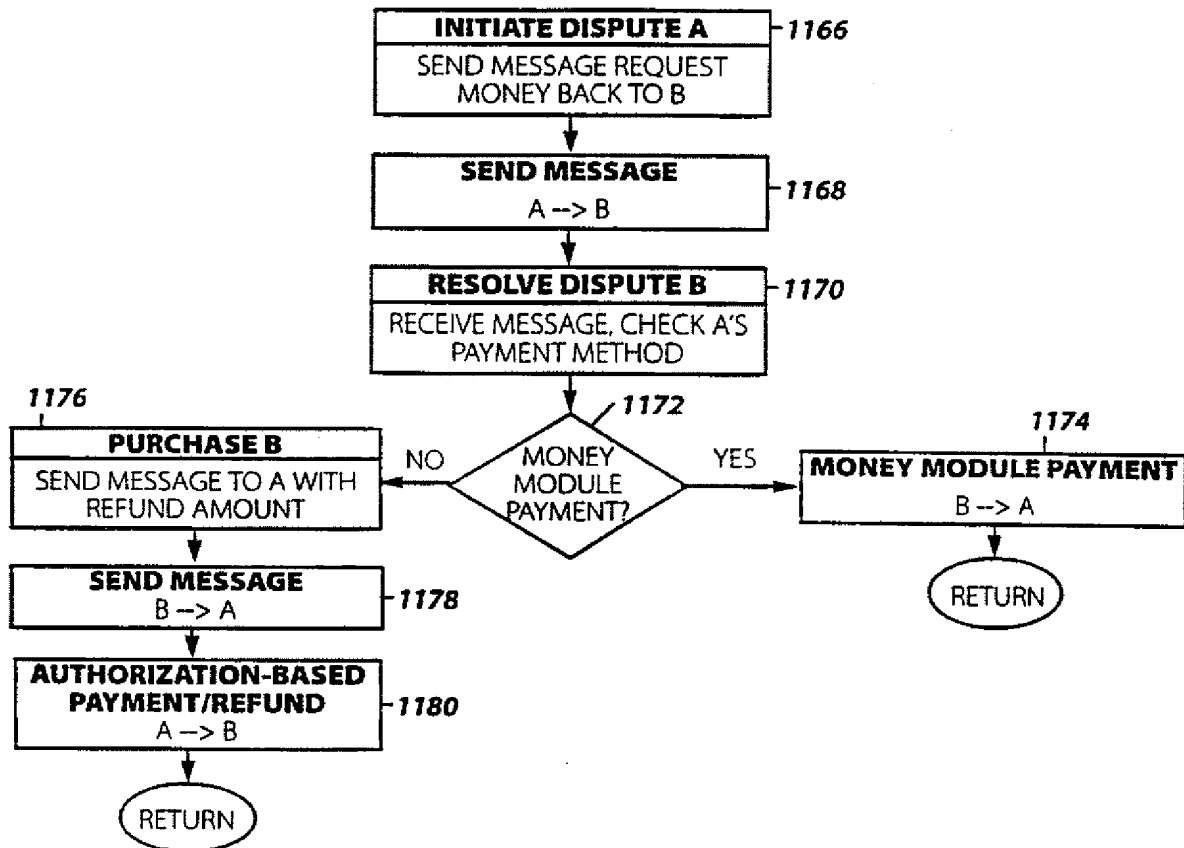 INITIATE DISPUTE A
1166
SEND MESSAGE REQUEST
MONEY BACK TO B
SEND MESSAGE
A --> B
1168
RESOLVE DISPUTE B
1170
RECEIVE MESSAGE, CHECK A'S
PAYMENT METHOD
1172
MONEY
MODULE
PAYMENT?
NO
YES
1176
PURCHASE B
SEND MESSAGE TO A WITH
REFUND AMOUNT
SEND MESSAGE
B --> A
1178
AUTHORIZATION-BASED
PAYMENT/REFUND
A --> B
1180
RETURN
1174
MONEY MODULE PAYMENT
B --> A
RETURN